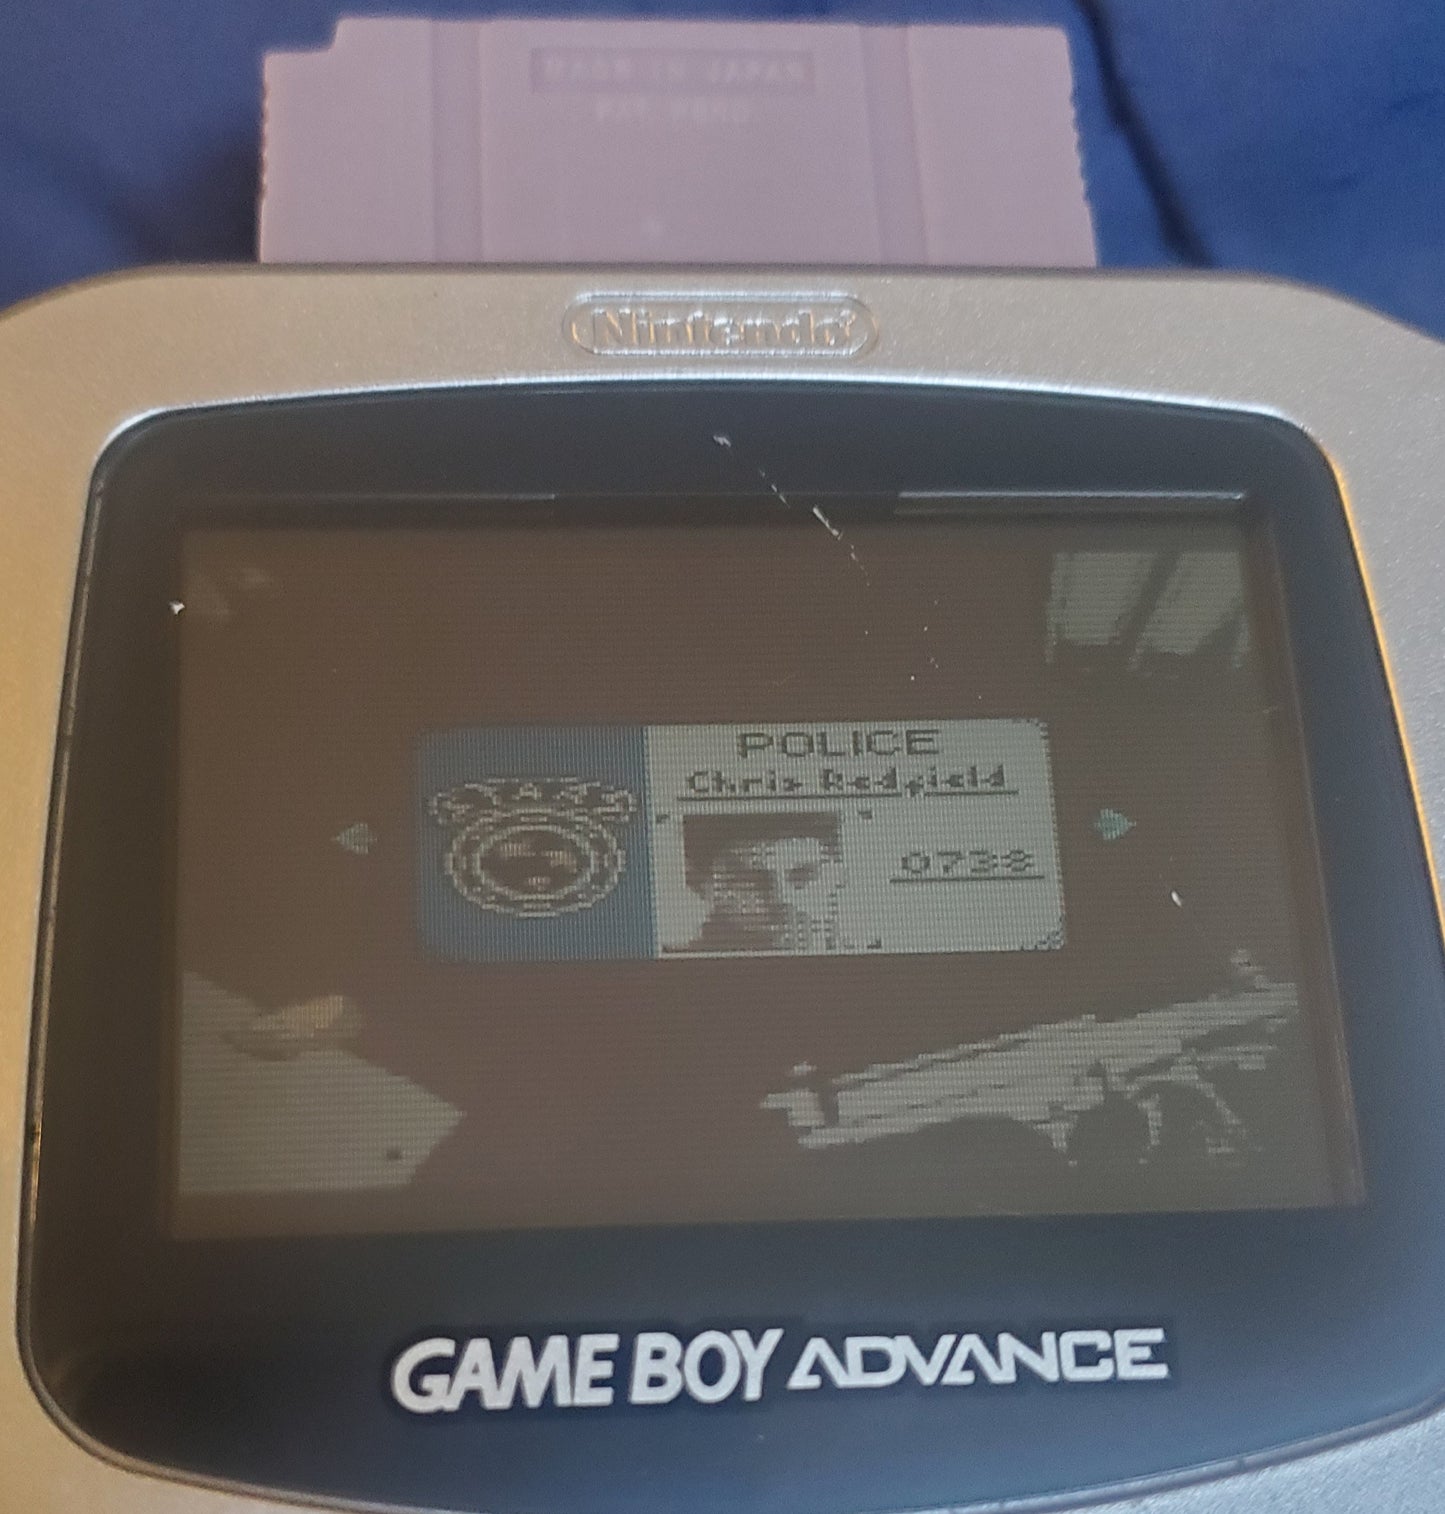 MADE IN JAPAN
Nintendo®
POLICE
Chris Redfield
S.T.A.R.S
0738
GAME BOY ADVANCE